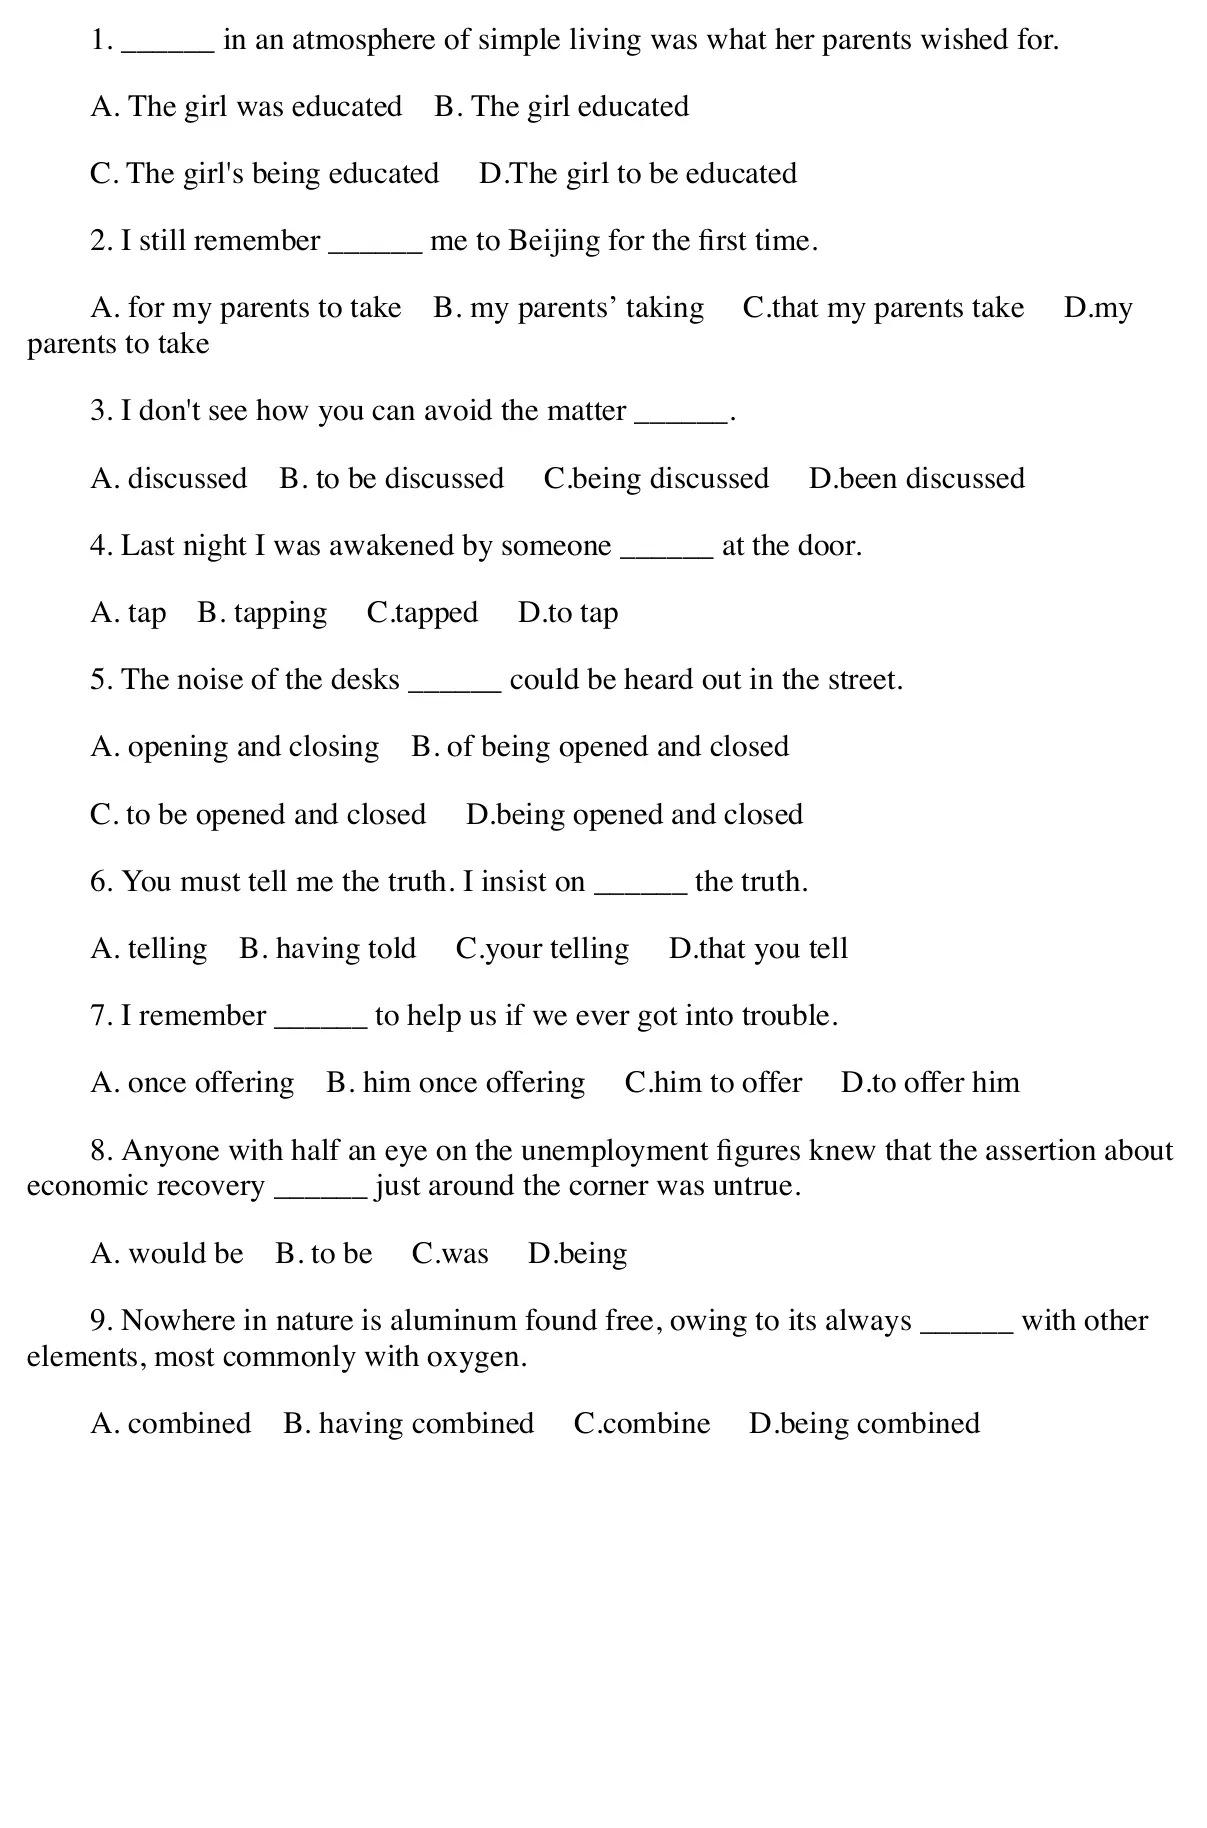 1. ______ in an atmosphere of simple living was what her parents wished for.
A. The girl was educated B. The girl educated
C. The girl's being educated D.The girl to be educated
2. I still remember ______ me to Beijing for the first time.
A. for my parents to take B. my parents’ taking C.that my parents take D.my
parents to take
3. I don't see how you can avoid the matter ______.
A. discussed B. to be discussed C.being discussed D.been discussed
4. Last night I was awakened by someone ______ at the door.
A. tap B. tapping C.tapped D.to tap
5. The noise of the desks ______ could be heard out in the street.
A. opening and closing B. of being opened and closed
C. to be opened and closed D.being opened and closed
6. You must tell me the truth. I insist on ______ the truth.
A. telling B. having told C.your telling D.that you tell
7. I remember ______ to help us if we ever got into trouble.
A. once offering B. him once offering C.him to offer D.to offer him
8. Anyone with half an eye on the unemployment figures knew that the assertion about
economic recovery ______ just around the corner was untrue.
A. would be B. to be C.was D.being
9. Nowhere in nature is aluminum found free, owing to its always ______ with other
elements, most commonly with oxygen.
A. combined B. having combined C.combine D.being combined